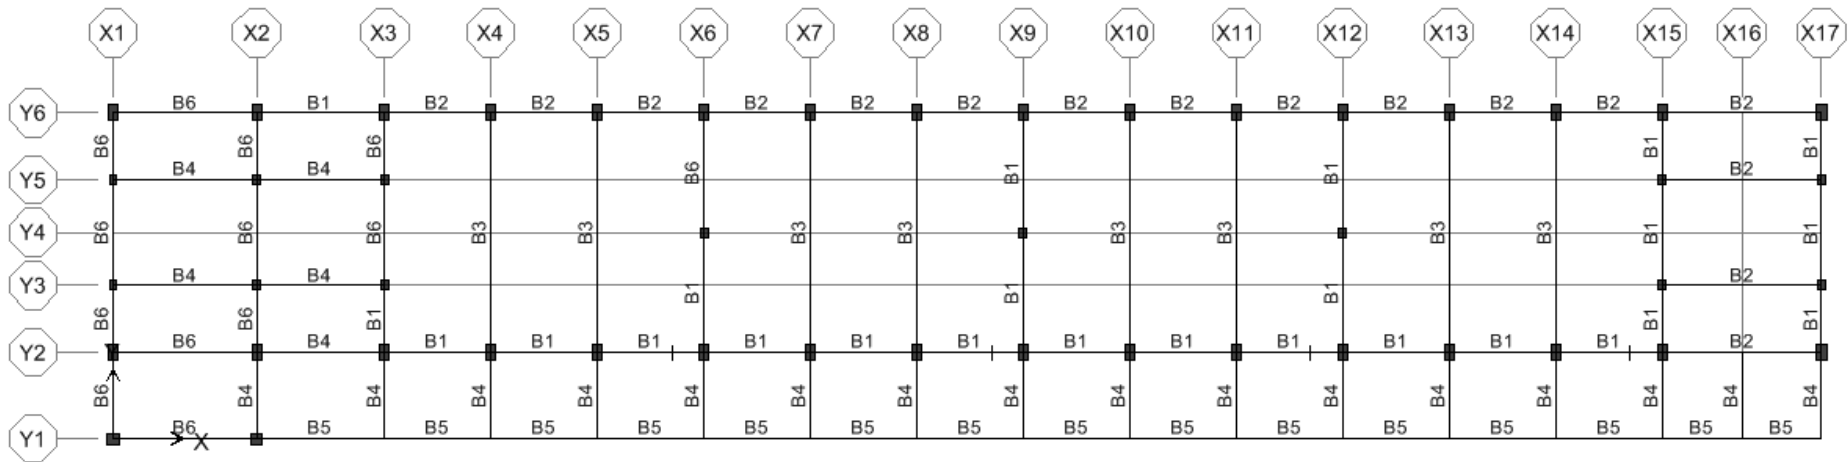 X1 X2 X3 X4 X5 X6 X7 X8 X9 X10 X11 X12 X13 X14 X15 X16 X17
Y6 B6 B1 B2 B2 B2 B2 B2 B2 B2 B2 B2 B2 B2 B2 B2
B6 B6 B6 B1 B1
Y5 B4 B4 B6 B1 B1 B2
Y4 B6 B6 B6 B3 B3 B3 B3 B3 B3 B3 B3 B1 B1
Y3 B4 B4 B1 B1 B1 B2
B6 B6 B1 B1 B1
Y2 B6 B4 B1 B1 B1 B1 B1 B1 B1 B1 B1 B1 B1 B1 B2
B6 B4 B4 B4 B4 B4 B4 B4 B4 B4 B4 B4 B4 B4 B4 B4 B4
Y1 B6 X B5 B5 B5 B5 B5 B5 B5 B5 B5 B5 B5 B5 B5 B5 B5